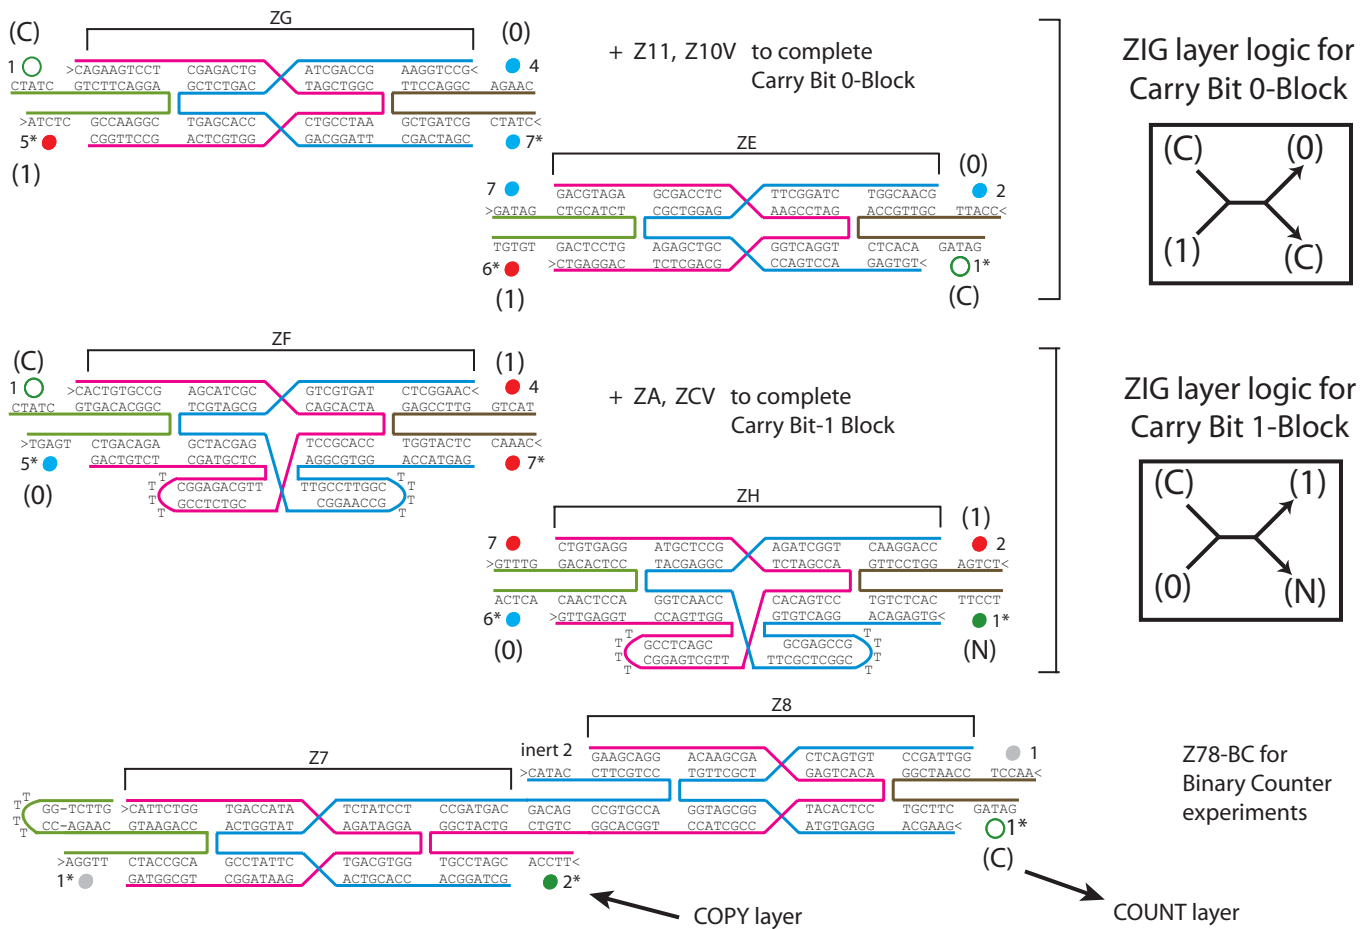 ZG
(C)
(0)
1
>CAGAAGTCCT CGAGACTG ATCGACCG AAGGTCCG<
4
CTATC GTCTTCAGGA GCTCTGAC TAGCTGGC TTCCAGGC AGAAC
>ATCTC GCCAAGGC TGAGCACC CTGCCTAA GCTGATCG CTATC<
5*
CGGTTCCG ACTCGTGG GACGGATT CGACTAGC
7*
(1)
+ Z11, Z10V to complete
Carry Bit 0-Block
ZE
(0)
7
GACGTAGA GCGACCTC TTCGGATC TGGCAACG
2
>GATAG CTGCATCT CGCTGGAG AAGCCTAG ACCGTTGC TTACC<
TGTGT GACTCCTG AGAGCTGC GGTCAGGT CTCACA GATAG
6*
>CTGAGGAC TCTCGACG CCAGTCCA GAGTGT<
1*
(1)
(C)
ZIG layer logic for
Carry Bit 0-Block
(C) (0)
(1) (C)
ZF
(C)
(1)
1
>CACTGTGCCG AGCATCGC GTCGTGAT CTCGGAAC<
4
CTATC GTGACACGGC TCGTAGCG CAGCACTA GAGCCTTG GTCAT
>TGAGT CTGACAGA GCTACGAG TCCGCACC TGGTACTC CAAAC<
5*
GACTGTCT CGATGCTC AGGCGTGG ACCATGAG
7*
(0)
T T T T CGGAGACGTT TTGCCTTGGC T T T T
GCCTCTGC CGGAACCG
+ ZA, ZCV to complete
Carry Bit-1 Block
ZH
(1)
7
CTGTGAGG ATGCTCCG AGATCGGT CAAGGACC
2
>GTTTG GACACTCC TACGAGGC TCTAGCCA GTTCCTGG AGTCT<
ACTCA CAACTCCA GGTCAACC CACAGTCC TGTCTCAC TTCCT
6*
>GTTGAGGT CCAGTTGG GTGTCAGG ACAGAGTG<
1*
(0)
(N)
T T T T GCCTCAGC GCGAGCCG T T T T
CGGAGTCGTT TTCGCTCGGC
ZIG layer logic for
Carry Bit 1-Block
(C) (1)
(0) (N)
Z8
inert 2
GAAGCAGG ACAAGCGA CTCAGTGT CCGATTGG
1
>CATAC CTTCGTCC TGTTCGCT GAGTCACA GGCTAACC TCCAA<
Z7
T T T T GG-TCTTG >CATTCTGG TGACCATA TCTATCCT CCGATGAC GACAG CCGTGCCA GGTAGCGG TACACTCC TGCTTC GATAG
CC-AGAAC GTAAGACC ACTGGTAT AGATAGGA GGCTACTG CTGTC GGCACGGT CCATCGCC ATGTGAGG ACGAAG<
1*
(C)
>AGGTT CTACCGCA GCCTATTC TGACGTGG TGCCTAGC ACCTT<
1*
GATGGCGT CGGATAAG ACTGCACC ACGGATCG
2*
COPY layer
COUNT layer
Z78-BC for
Binary Counter
experiments